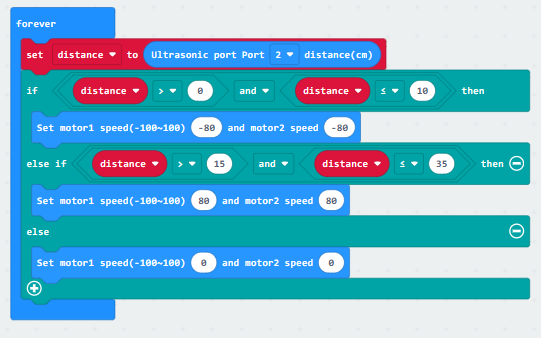 forever
set distance to Ultrasonic port Port 2 distance(cm)
if distance > 0 and distance ≤ 10 then
Set motor1 speed(-100~100) -80 and motor2 speed -80
else if distance > 15 and distance ≤ 35 then
Set motor1 speed(-100~100) 80 and motor2 speed 80
else
Set motor1 speed(-100~100) 0 and motor2 speed 0